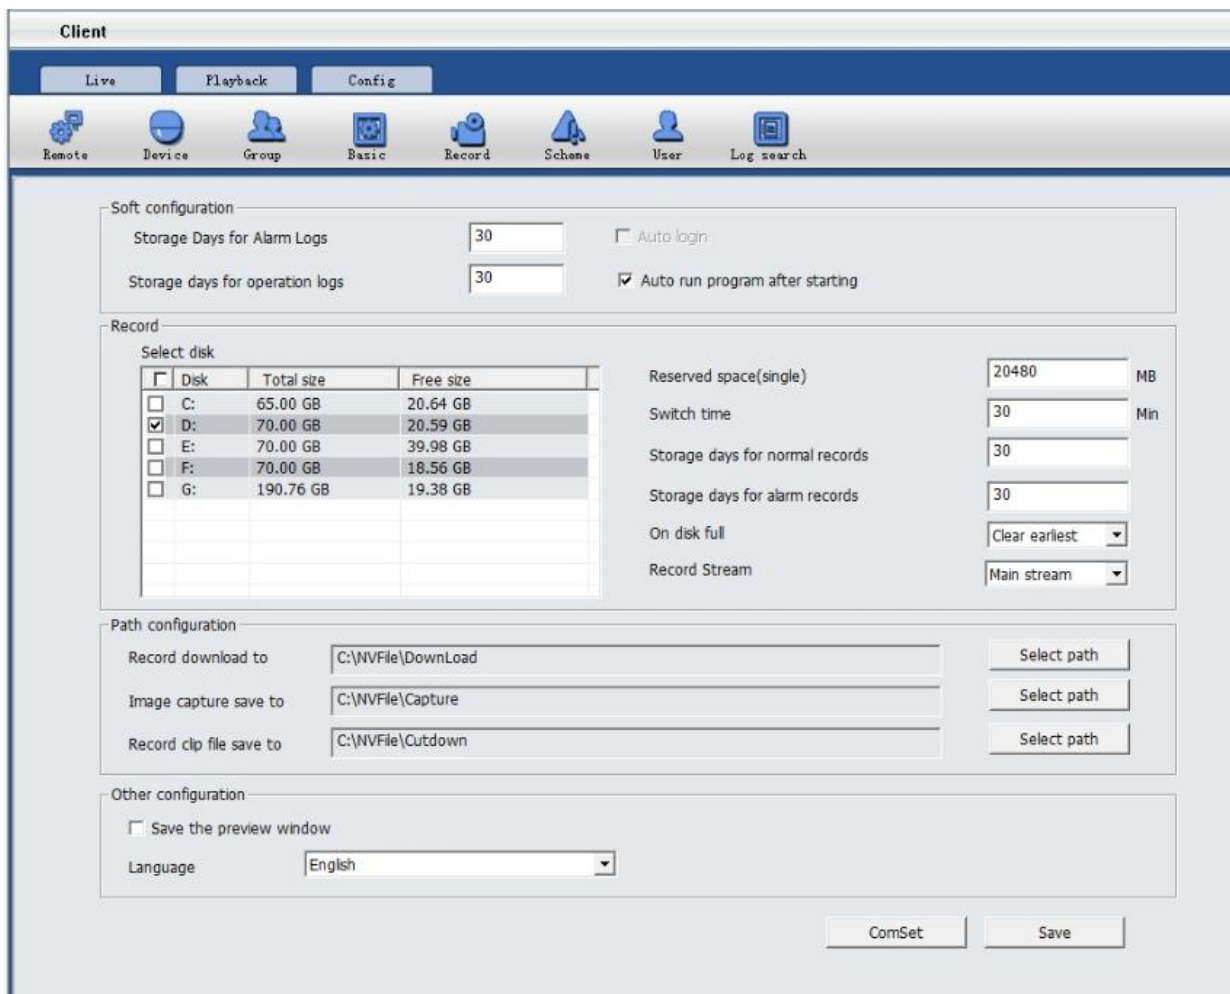 Client
Live Playback Config
Remote Device Group Basic Record Scheme User Log search
Soft configuration
Storage Days for Alarm Logs 30 Auto login
Storage days for operation logs 30 Auto run program after starting
Record
Select disk
Disk Total size Free size
C: 65.00 GB 20.64 GB
D: 70.00 GB 20.59 GB
E: 70.00 GB 39.98 GB
F: 70.00 GB 18.56 GB
G: 190.76 GB 19.38 GB
Reserved space(single) 20480 MB
Switch time 30 Min
Storage days for normal records 30
Storage days for alarm records 30
On disk full Clear earliest
Record Stream Main stream
Path configuration
Record download to C:\NVFile\DownLoad Select path
Image capture save to C:\NVFile\Capture Select path
Record clip file save to C:\NVFile\Cutdown Select path
Other configuration
Save the preview window
Language English
ComSet Save